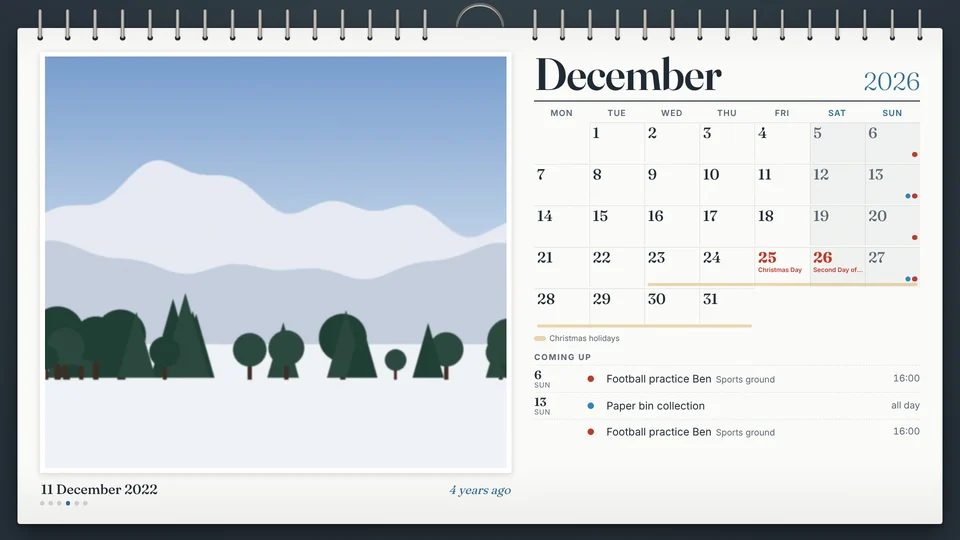 December 2026
MON TUE WED THU FRI SAT SUN
1 2 3 4 5 6
7 8 9 10 11 12 13
14 15 16 17 18 19 20
21 22 23 24 25 26 27
Christmas Day Second Day of...
28 29 30 31
Christmas holidays
COMING UP
6 SUN Football practice Ben Sports ground 16:00
13 SUN Paper bin collection all day
Football practice Ben Sports ground 16:00
11 December 2022 4 years ago